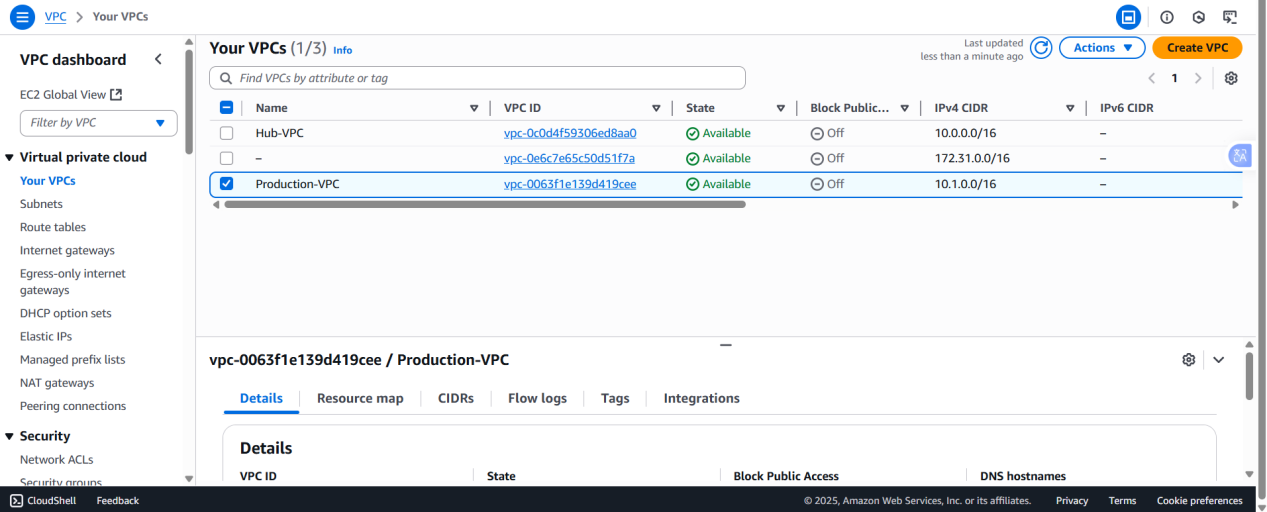 VPC > Your VPCs
VPC dashboard
EC2 Global View
Filter by VPC
Virtual private cloud
Your VPCs
Subnets
Route tables
Internet gateways
Egress-only internet
gateways
DHCP option sets
Elastic IPs
Managed prefix lists
NAT gateways
Peering connections
Security
Network ACLs
Security groups
Your VPCs (1/3) Info
Last updated
less than a minute ago
Actions
Create VPC
Find VPCs by attribute or tag
1
Name VPC ID State Block Public... IPv4 CIDR IPv6 CIDR
Hub-VPC vpc-0c0d4f59306ed8aa0 Available Off 10.0.0.0/16 –
– vpc-0e6c7e65c50d51f7a Available Off 172.31.0.0/16 –
Production-VPC vpc-0063f1e139d419cee Available Off 10.1.0.0/16 –
vpc-0063f1e139d419cee / Production-VPC
Details Resource map CIDRs Flow logs Tags Integrations
Details
VPC ID State Block Public Access DNS hostnames
CloudShell Feedback © 2025, Amazon Web Services, Inc. or its affiliates. Privacy Terms Cookie preferences